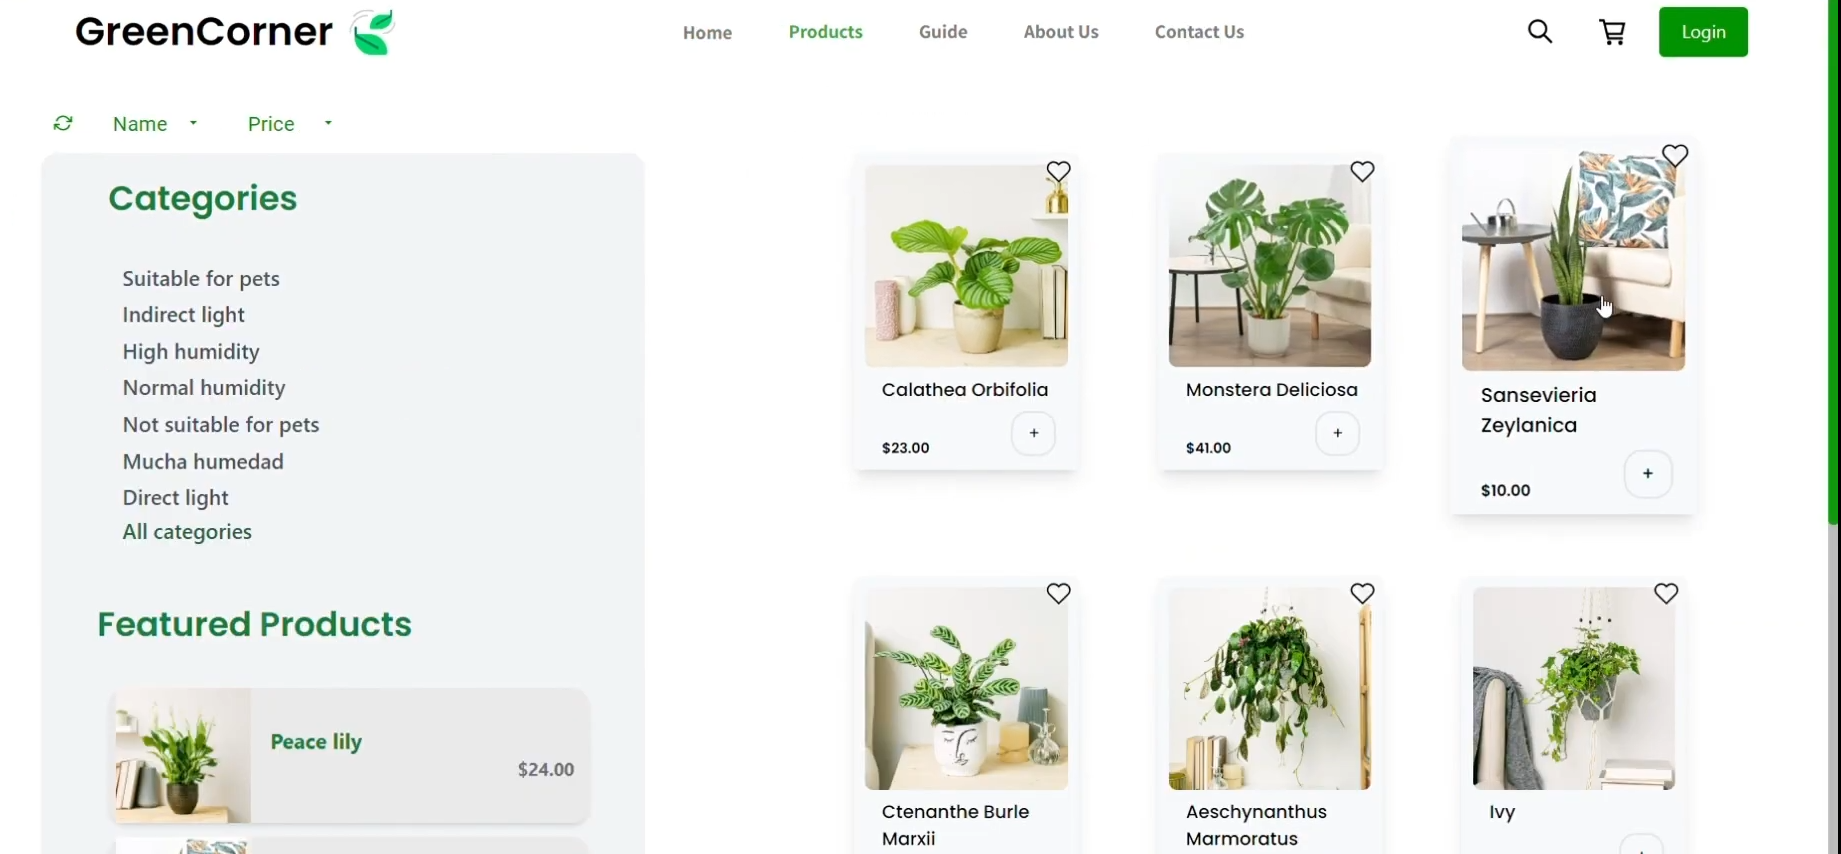 GreenCorner
Home
Products
Guide
About Us
Contact Us
Login
Name
Price
Categories
Suitable for pets
Indirect light
High humidity
Normal humidity
Not suitable for pets
Mucha humedad
Direct light
All categories
Featured Products
Peace lily
$24.00
Calathea Orbifolia
$23.00
+
Monstera Deliciosa
$41.00
+
Sansevieria
Zeylanica
$10.00
+
Ctenanthe Burle
Marxii
Aeschynanthus
Marmoratus
Ivy